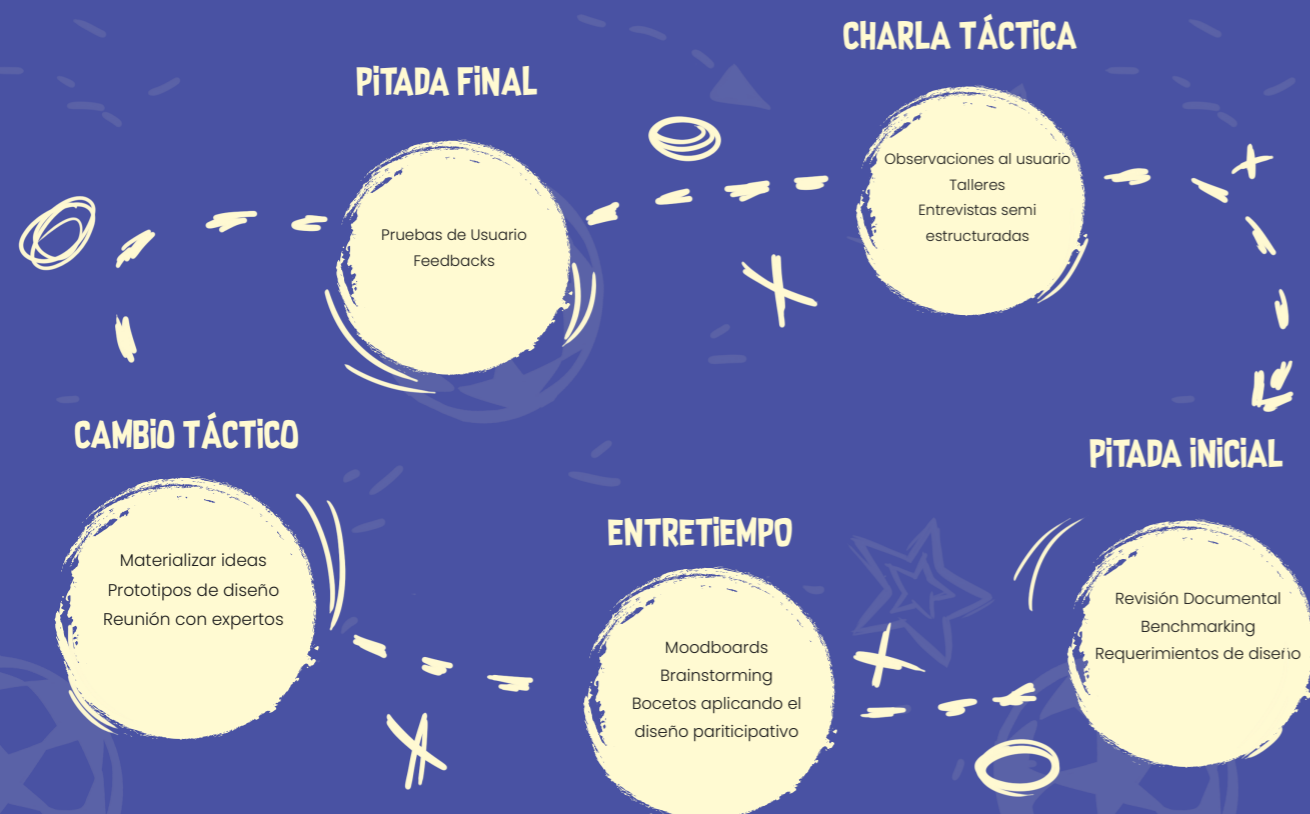 CHARLA TÁCTiCA
Observaciones al usuario
Talleres
Entrevistas semi
estructuradas
PiTADA FiNAL
Pruebas de Usuario
Feedbacks
PiTADA iNiCiAL
Revisión Documental
Benchmarking
Requerimientos de diseño
ENTRETiEMPO
Moodboards
Brainstorming
Bocetos aplicando el
diseño pariticipativo
CAMBiO TÁCTiCO
Materializar ideas
Prototipos de diseño
Reunión con expertos